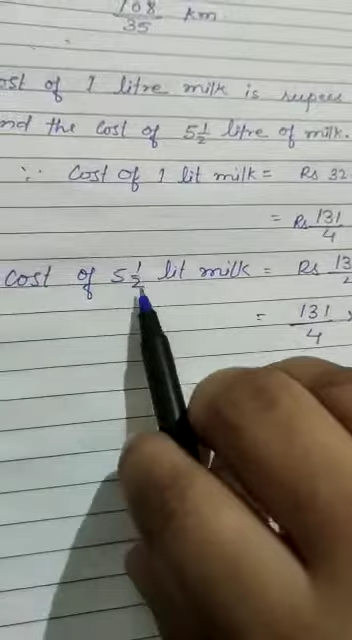 108/35 km
ost of 1 litre milk is rupees
nd the cost of 5 1/2 litre of milk.
∵ Cost of 1 lit milk = Rs 32
= Rs 131/4
cost of 5 1/2 lit milk = Rs 13
= 131/4